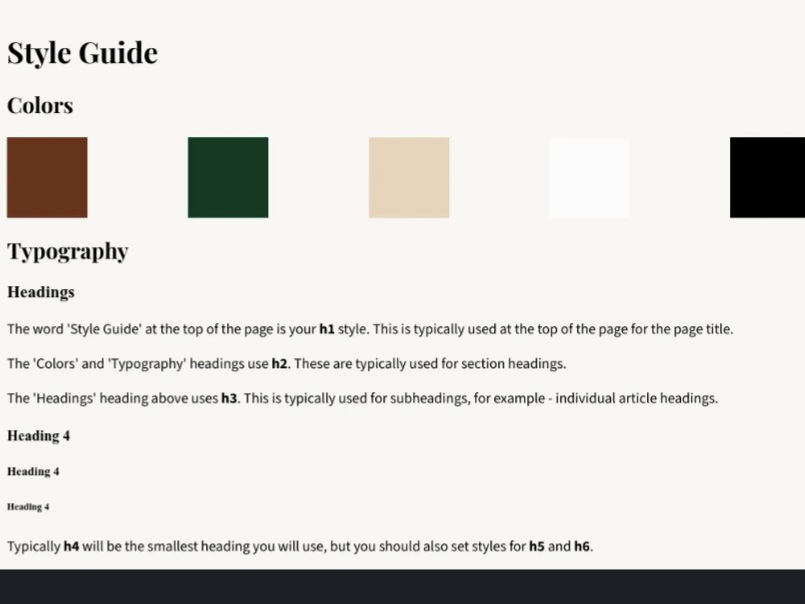 Style Guide
Colors
Typography
Headings
The word 'Style Guide' at the top of the page is your h1 style. This is typically used at the top of the page for the page title.
The 'Colors' and 'Typography' headings use h2. These are typically used for section headings.
The 'Headings' heading above uses h3. This is typically used for subheadings, for example - individual article headings.
Heading 4
Heading 4
Heading 4
Typically h4 will be the smallest heading you will use, but you should also set styles for h5 and h6.